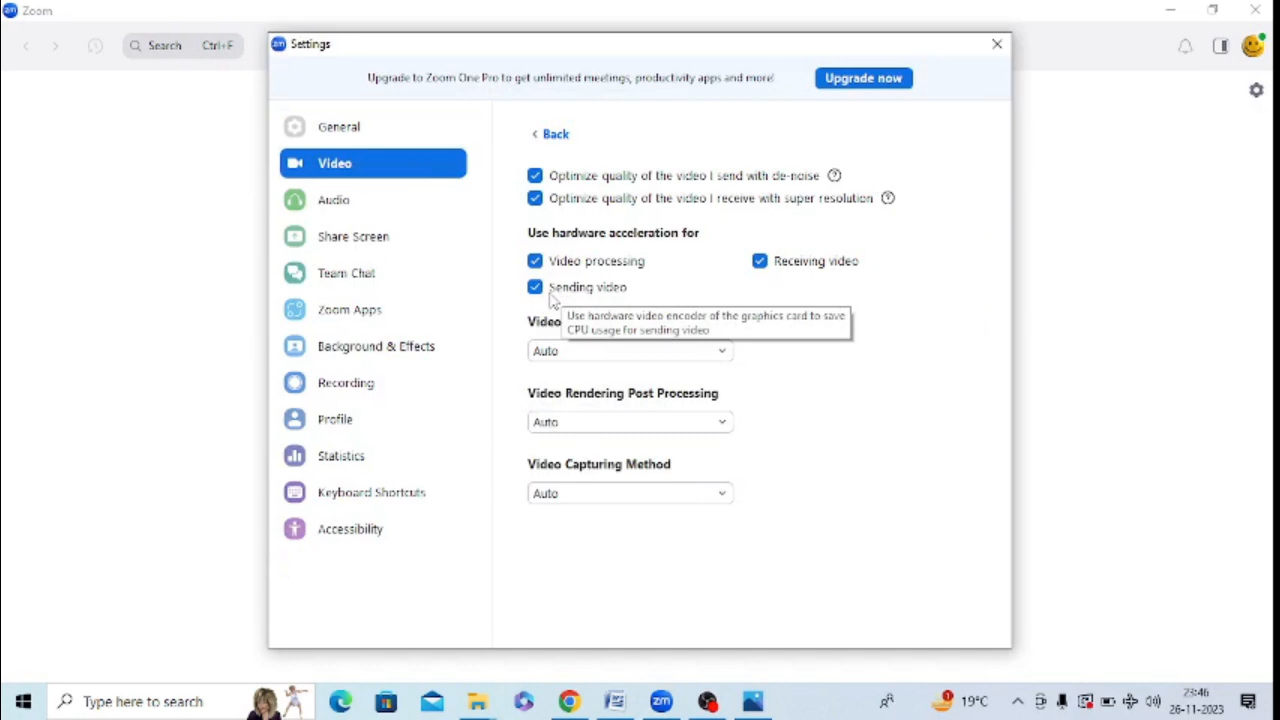 zm Zoom
Search Ctrl+F
zm Settings
Upgrade to Zoom One Pro to get unlimited meetings, productivity apps and more!
Upgrade now
General
Video
Audio
Share Screen
Team Chat
Zoom Apps
Background & Effects
Recording
Profile
Statistics
Keyboard Shortcuts
Accessibility
Back
Optimize quality of the video I send with de-noise
Optimize quality of the video I receive with super resolution
Use hardware acceleration for
Video processing Receiving video
Sending video
Use hardware video encoder of the graphics card to save
CPU usage for sending video
Video
Auto
Video Rendering Post Processing
Auto
Video Capturing Method
Auto
Type here to search
zm
1
19°C
23:46
26-11-2023